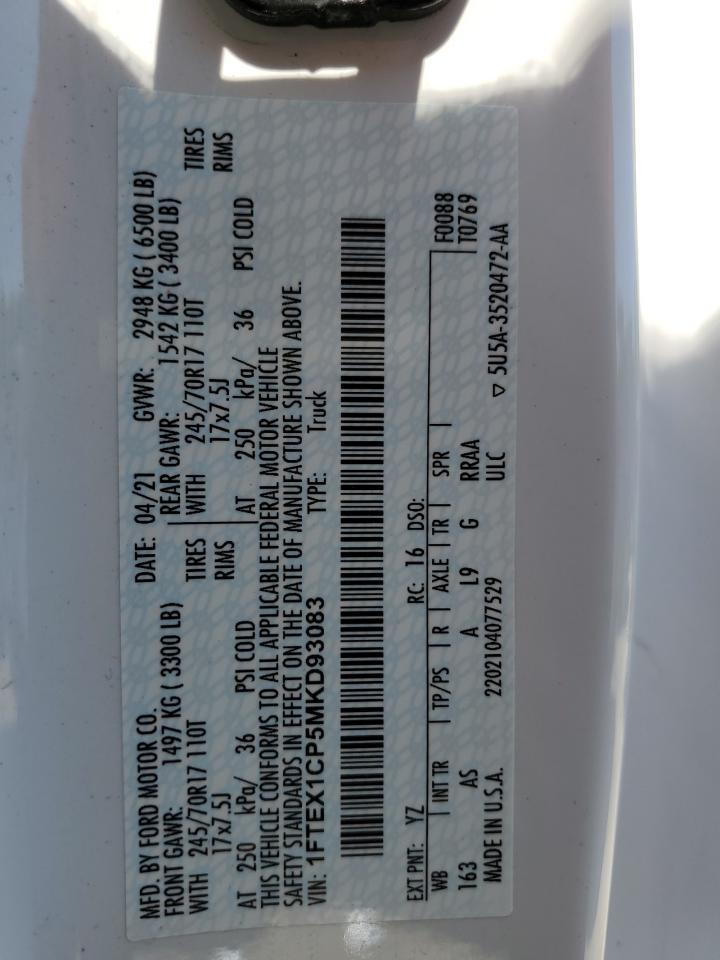 MFD. BY FORD MOTOR CO.
DATE: 04/21 GVWR: 2948 KG ( 6500 LB)
FRONT GAWR: 1497 KG ( 3300 LB)
REAR GAWR: 1542 KG ( 3400 LB)
WITH 245/70R17 110T TIRES
WITH 245/70R17 110T TIRES
17x7.5J RIMS
17x7.5J RIMS
AT 250 kPa/ 36 PSI COLD
AT 250 kPa/ 36 PSI COLD
THIS VEHICLE CONFORMS TO ALL APPLICABLE FEDERAL MOTOR VEHICLE
SAFETY STANDARDS IN EFFECT ON THE DATE OF MANUFACTURE SHOWN ABOVE.
VIN: 1FTEX1CP5MKD93083 TYPE: Truck
EXT PNT: YZ RC: 16 DSO:
WB INT TR TP/PS R AXLE TR SPR F0088
163 AS A L9 G RRAA T0769
MADE IN U.S.A. 2202104077529 ULC
▽ 5U5A-3520472-AA